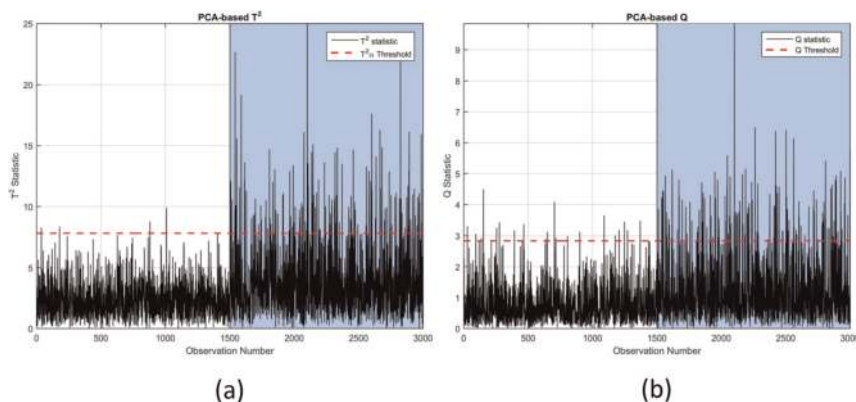 PCA-based T²
25
20
15
10
5
0
T² Statistic
T² statistic
T²n Threshold
0 500 1000 1500 2000 2500 3000
Observation Number
(a)
PCA-based Q
9
8
7
6
5
4
3
2
1
0
Q Statistic
Q statistic
Q Threshold
0 500 1000 1500 2000 2500 3000
Observation Number
(b)